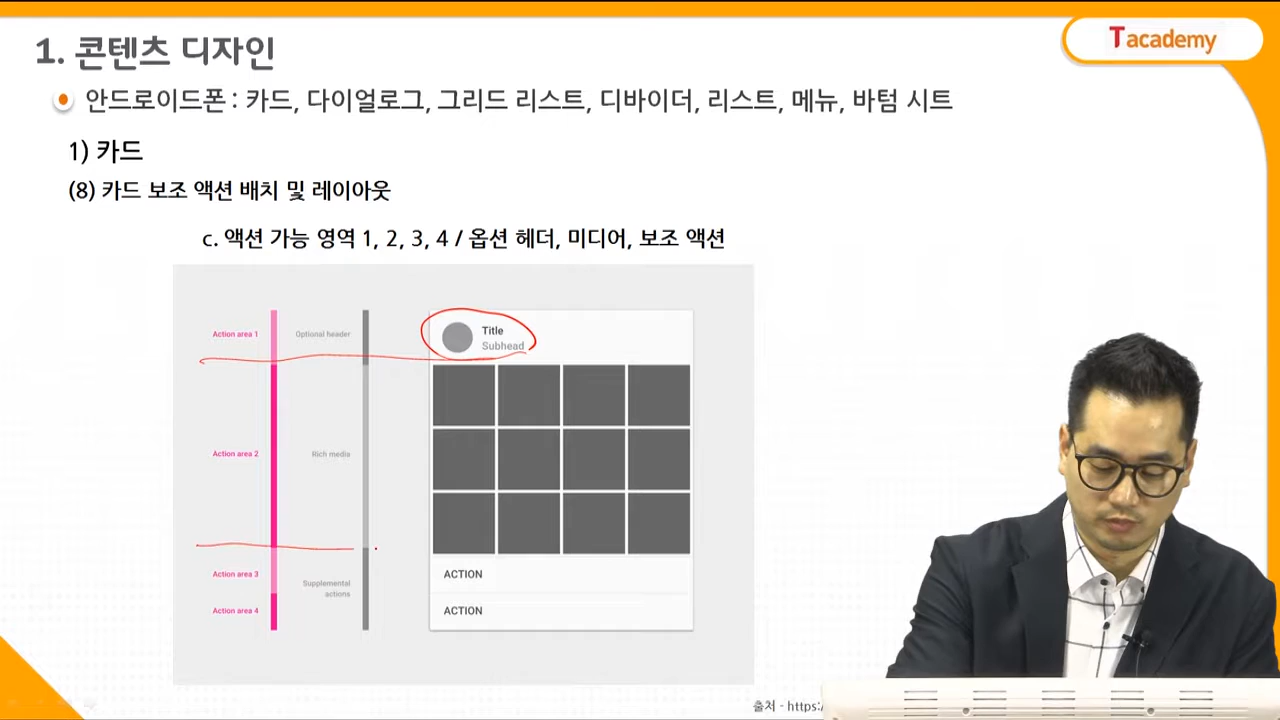 1. 콘텐츠 디자인
Tacademy
안드로이드폰 : 카드, 다이얼로그, 그리드 리스트, 디바이더, 리스트, 메뉴, 바텀 시트
1) 카드
(8) 카드 보조 액션 배치 및 레이아웃
c. 액션 가능 영역 1, 2, 3, 4 / 옵션 헤더, 미디어, 보조 액션
Action area 1
Optional header
Title
Subhead
Action area 2
Rich media
Action area 3
Supplemental
actions
Action area 4
ACTION
ACTION
출처 - https:/